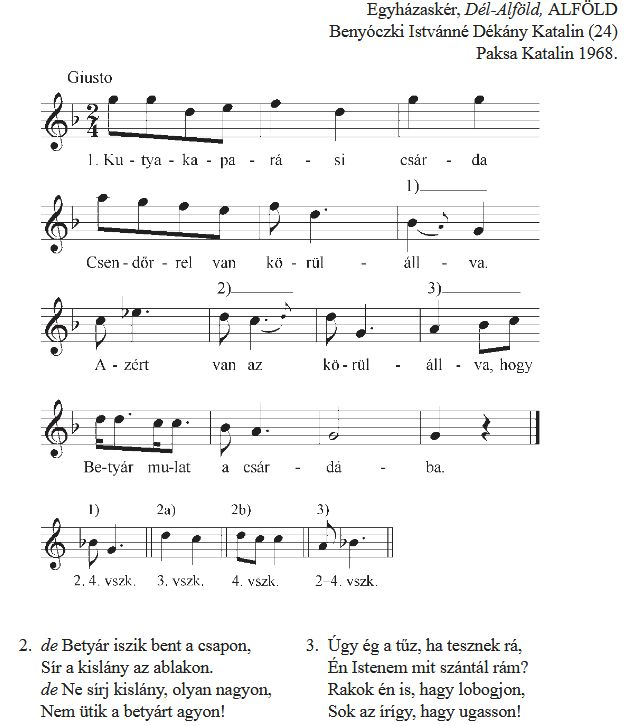 Egyházaskér, Dél-Alföld, ALFÖLD
Benyóczki Istvánné Dékány Katalin (24)
Paksa Katalin 1968.
Giusto
2
4
1. Ku - tya - ka - pa - rá - si csár - da
1)
Csen - dőr - rel van kö - rül - áll - va.
2) 3)
A - zért van az kö - rül - áll - va, hogy
Be - tyár mu - lat a csár - dá - ba.
1) 2a) 2b) 3)
2. 4. vszk. 3. vszk. 4. vszk. 2–4. vszk.
2. de Betyár iszik bent a csapon,
Sír a kislány az ablakon.
de Ne sírj kislány, olyan nagyon,
Nem ütik a betyárt agyon!
3. Úgy ég a tűz, ha tesznek rá,
Én Istenem mit szántál rám?
Rakok én is, hagy lobogjon,
Sok az írígy, hagy ugasson!